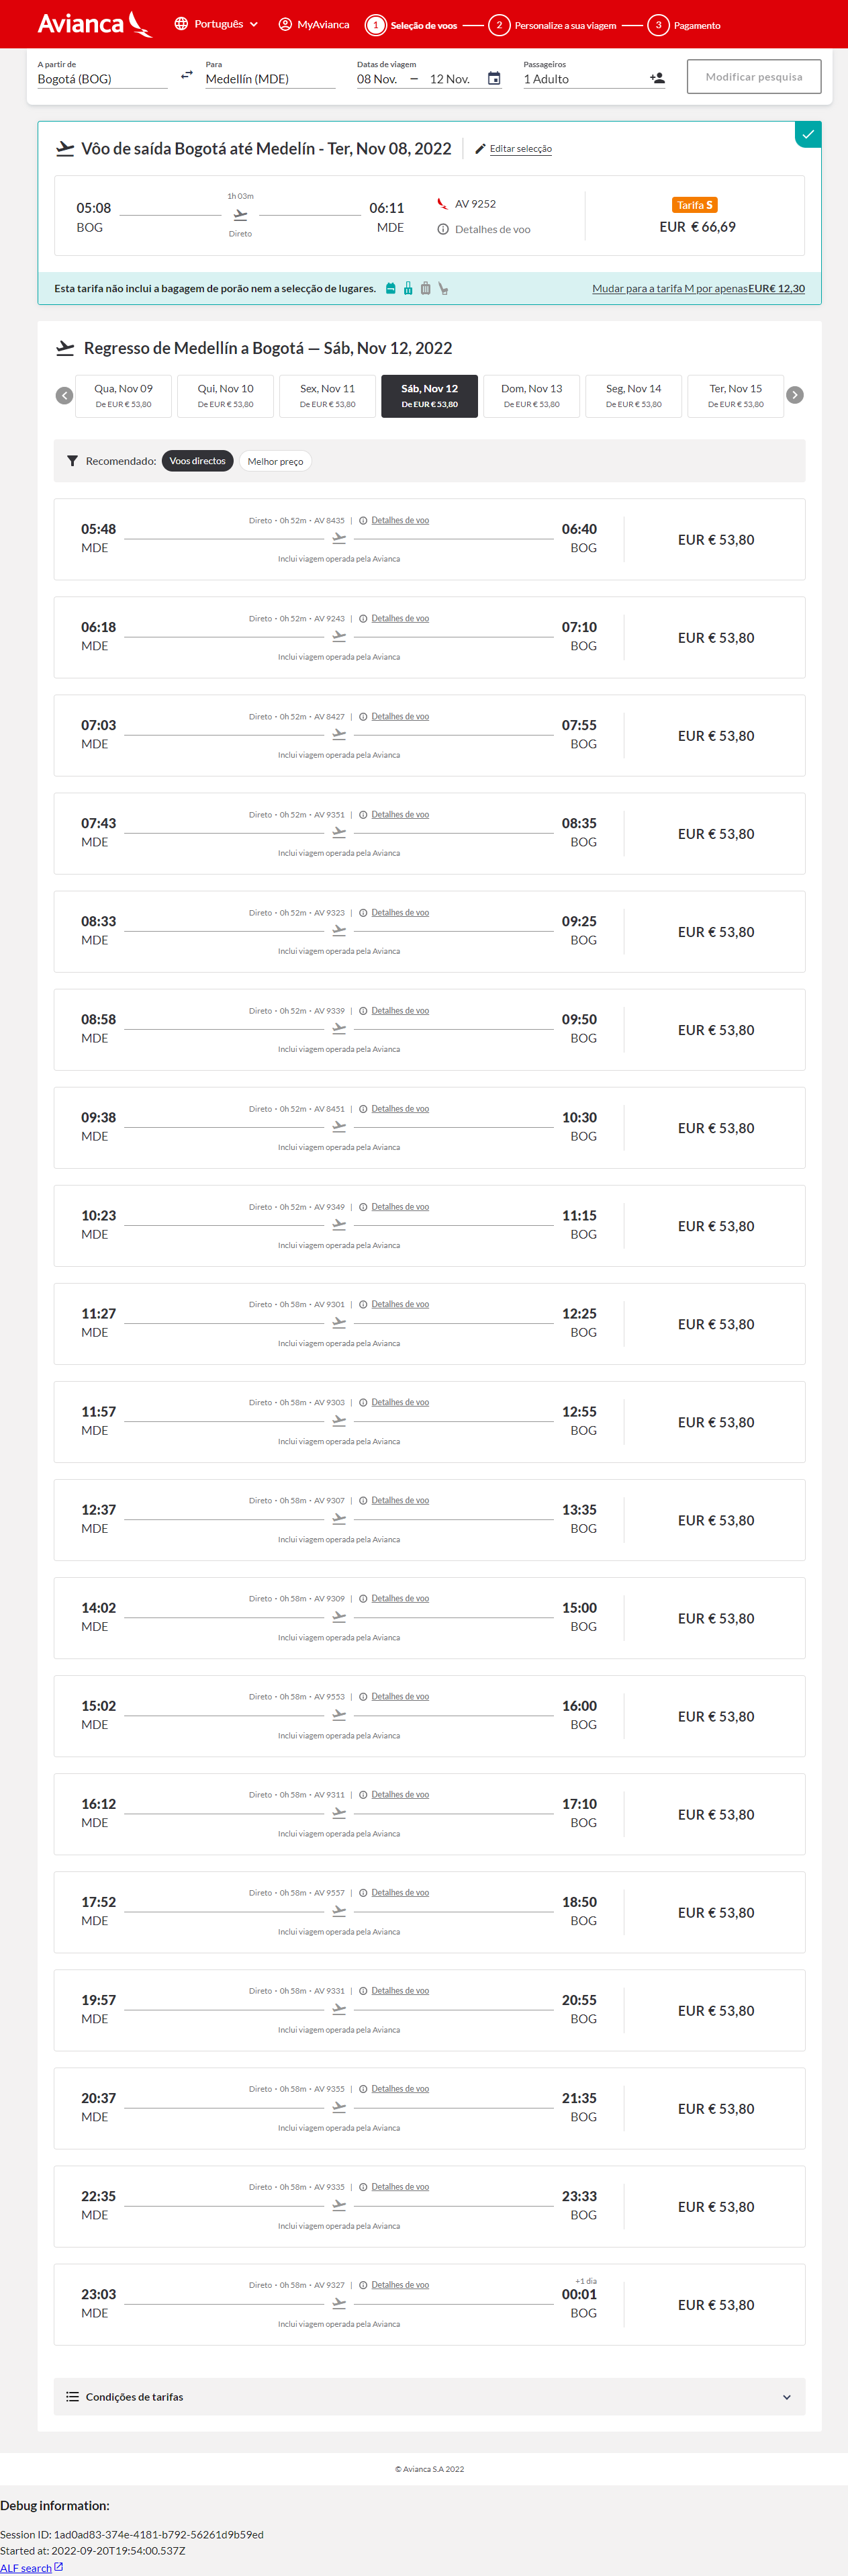 Avianca
Português
MyAvianca
1 Seleção de voos
2 Personalize a sua viagem
3 Pagamento
A partir de
Bogotá (BOG)
Para
Medellín (MDE)
Datas de viagem
08 Nov. – 12 Nov.
Passageiros
1 Adulto
Modificar pesquisa
Vôo de saída Bogotá até Medelín - Ter, Nov 08, 2022
Editar selecção
05:08
BOG
1h 03m
Direto
06:11
MDE
AV 9252
Detalhes de voo
Tarifa S
EUR € 66,69
Esta tarifa não inclui a bagagem de porão nem a selecção de lugares.
Mudar para a tarifa M por apenas EUR€ 12,30
Regresso de Medellín a Bogotá — Sáb, Nov 12, 2022
Qua, Nov 09
De EUR € 53,80
Qui, Nov 10
De EUR € 53,80
Sex, Nov 11
De EUR € 53,80
Sáb, Nov 12
De EUR € 53,80
Dom, Nov 13
De EUR € 53,80
Seg, Nov 14
De EUR € 53,80
Ter, Nov 15
De EUR € 53,80
Recomendado: Voos directos Melhor preço
Direto • 0h 52m • AV 8435 | Detalhes de voo
05:48 06:40
MDE BOG
Inclui viagem operada pela Avianca
EUR € 53,80
Direto • 0h 52m • AV 9243 | Detalhes de voo
06:18 07:10
MDE BOG
Inclui viagem operada pela Avianca
EUR € 53,80
Direto • 0h 52m • AV 8427 | Detalhes de voo
07:03 07:55
MDE BOG
Inclui viagem operada pela Avianca
EUR € 53,80
Direto • 0h 52m • AV 9351 | Detalhes de voo
07:43 08:35
MDE BOG
Inclui viagem operada pela Avianca
EUR € 53,80
Direto • 0h 52m • AV 9323 | Detalhes de voo
08:33 09:25
MDE BOG
Inclui viagem operada pela Avianca
EUR € 53,80
Direto • 0h 52m • AV 9339 | Detalhes de voo
08:58 09:50
MDE BOG
Inclui viagem operada pela Avianca
EUR € 53,80
Direto • 0h 52m • AV 8451 | Detalhes de voo
09:38 10:30
MDE BOG
Inclui viagem operada pela Avianca
EUR € 53,80
Direto • 0h 52m • AV 9349 | Detalhes de voo
10:23 11:15
MDE BOG
Inclui viagem operada pela Avianca
EUR € 53,80
Direto • 0h 58m • AV 9301 | Detalhes de voo
11:27 12:25
MDE BOG
Inclui viagem operada pela Avianca
EUR € 53,80
Direto • 0h 58m • AV 9303 | Detalhes de voo
11:57 12:55
MDE BOG
Inclui viagem operada pela Avianca
EUR € 53,80
Direto • 0h 58m • AV 9307 | Detalhes de voo
12:37 13:35
MDE BOG
Inclui viagem operada pela Avianca
EUR € 53,80
Direto • 0h 58m • AV 9309 | Detalhes de voo
14:02 15:00
MDE BOG
Inclui viagem operada pela Avianca
EUR € 53,80
Direto • 0h 58m • AV 9553 | Detalhes de voo
15:02 16:00
MDE BOG
Inclui viagem operada pela Avianca
EUR € 53,80
Direto • 0h 58m • AV 9311 | Detalhes de voo
16:12 17:10
MDE BOG
Inclui viagem operada pela Avianca
EUR € 53,80
Direto • 0h 58m • AV 9557 | Detalhes de voo
17:52 18:50
MDE BOG
Inclui viagem operada pela Avianca
EUR € 53,80
Direto • 0h 58m • AV 9331 | Detalhes de voo
19:57 20:55
MDE BOG
Inclui viagem operada pela Avianca
EUR € 53,80
Direto • 0h 58m • AV 9355 | Detalhes de voo
20:37 21:35
MDE BOG
Inclui viagem operada pela Avianca
EUR € 53,80
Direto • 0h 58m • AV 9335 | Detalhes de voo
22:35 23:33
MDE BOG
Inclui viagem operada pela Avianca
EUR € 53,80
Direto • 0h 58m • AV 9327 | Detalhes de voo
+1 dia
23:03 00:01
MDE BOG
Inclui viagem operada pela Avianca
EUR € 53,80
Condições de tarifas
© Avianca S.A 2022
Debug information:
Session ID: 1ad0ad83-374e-4181-b792-56261d9b59ed
Started at: 2022-09-20T19:54:00.537Z
ALF search